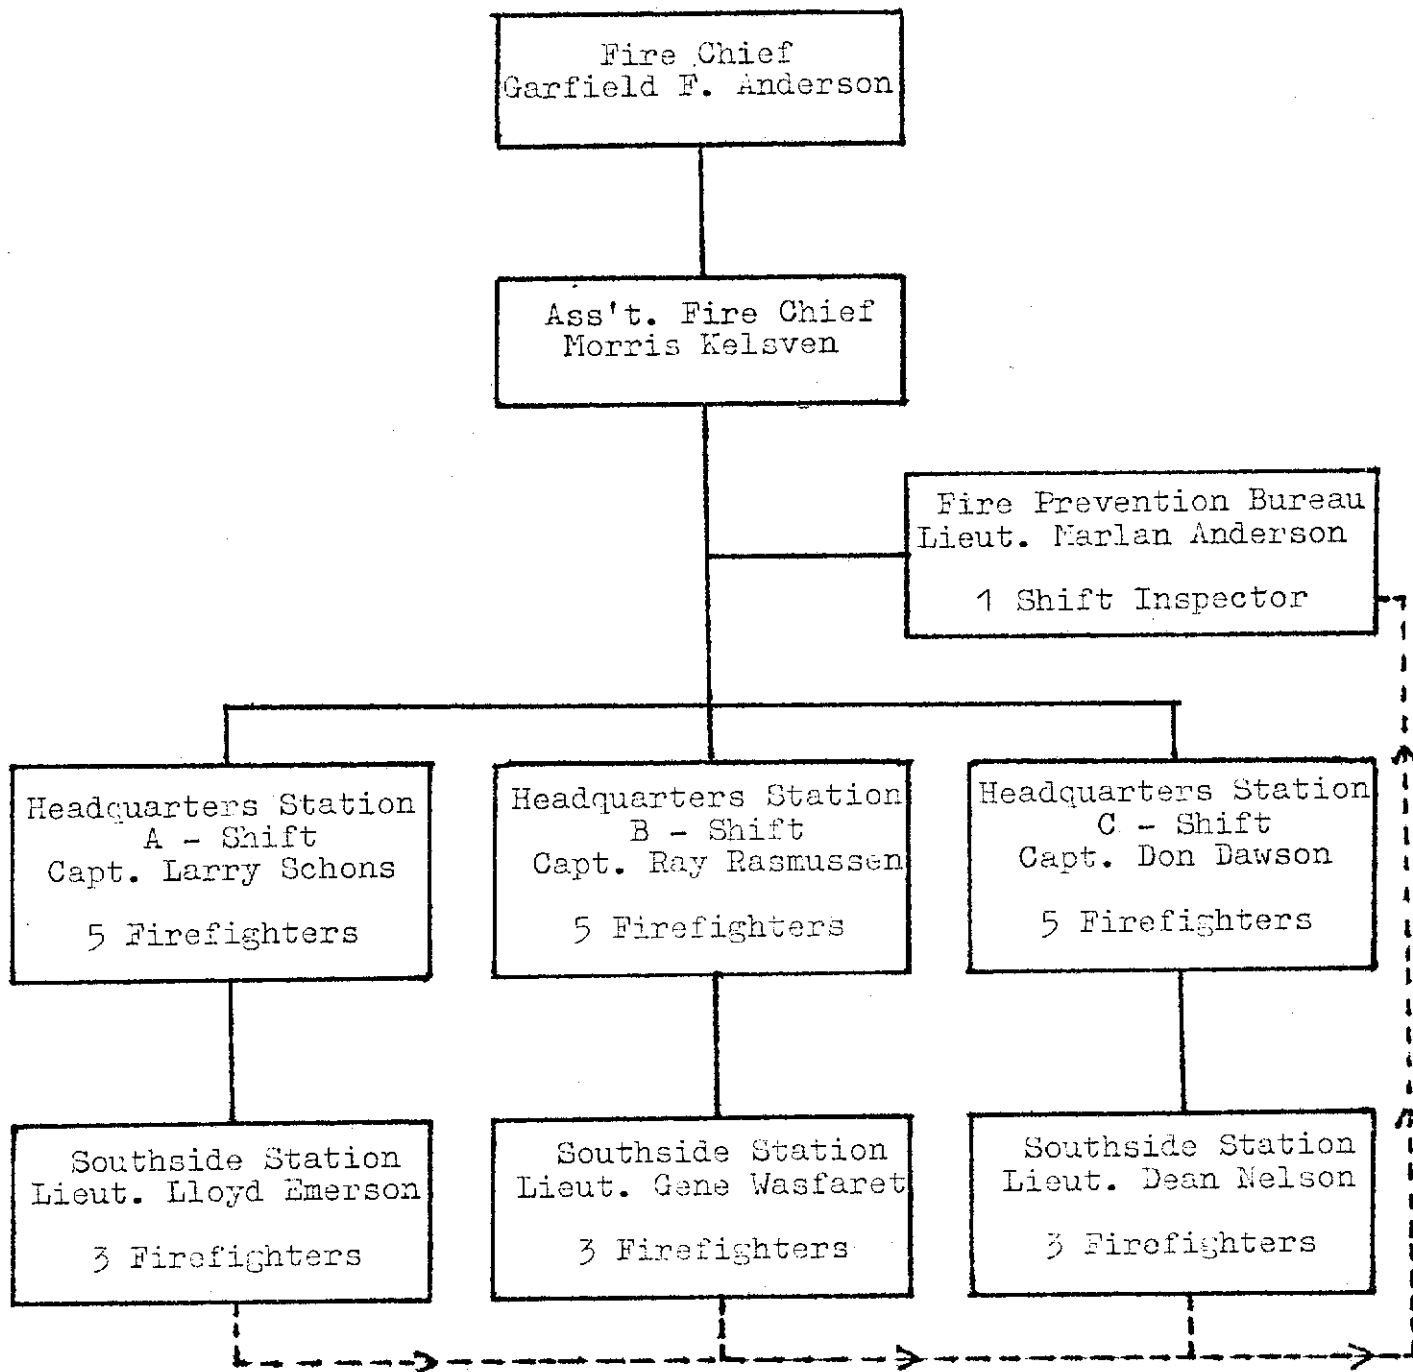 Fire Chief
Garfield F. Anderson
Ass't. Fire Chief
Morris Kelsven
Fire Prevention Bureau
Lieut. Marlan Anderson
1 Shift Inspector
Headquarters Station
A - Shift
Capt. Larry Schons
5 Firefighters
Headquarters Station
B - Shift
Capt. Ray Rasmussen
5 Firefighters
Headquarters Station
C - Shift
Capt. Don Dawson
5 Firefighters
Southside Station
Lieut. Lloyd Emerson
3 Firefighters
Southside Station
Lieut. Gene Wasfaret
3 Firefighters
Southside Station
Lieut. Dean Nelson
3 Firefighters